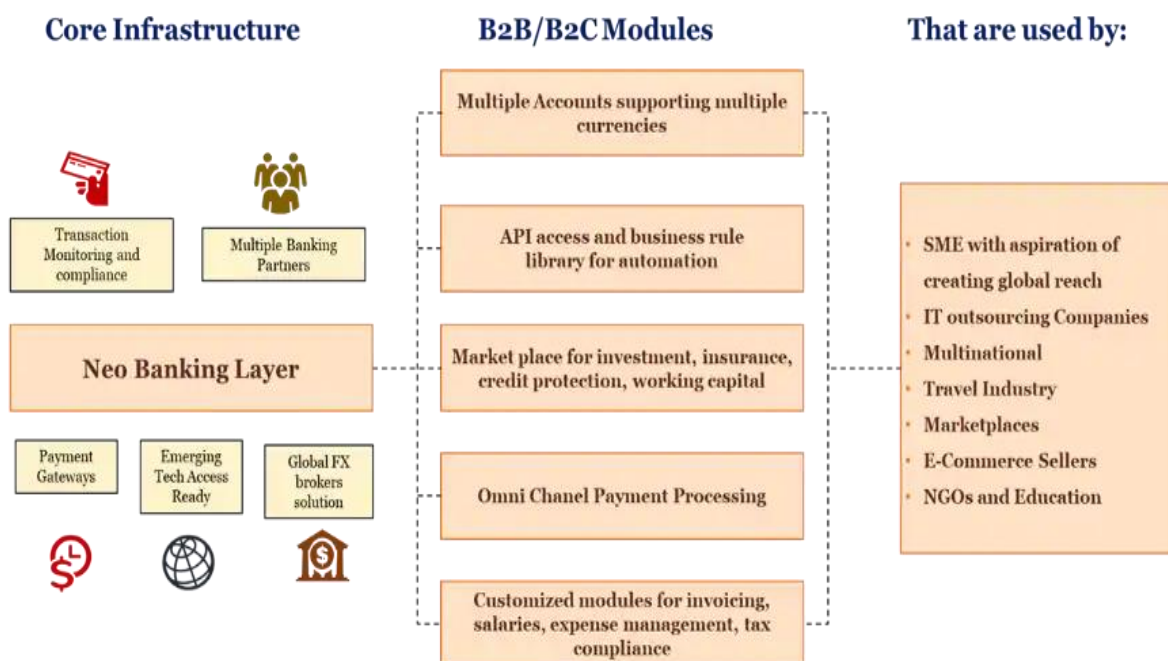 Core Infrastructure
B2B/B2C Modules
That are used by:
Transaction
Monitoring and
compliance
Multiple Banking
Partners
Neo Banking Layer
Payment
Gateways
Emerging
Tech Access
Ready
Global FX
brokers
solution
Multiple Accounts supporting multiple
currencies
API access and business rule
library for automation
Market place for investment, insurance,
credit protection, working capital
Omni Chanel Payment Processing
Customized modules for invoicing,
salaries, expense management, tax
compliance
• SME with aspiration of
creating global reach
• IT outsourcing Companies
• Multinational
• Travel Industry
• Marketplaces
• E-Commerce Sellers
• NGOs and Education